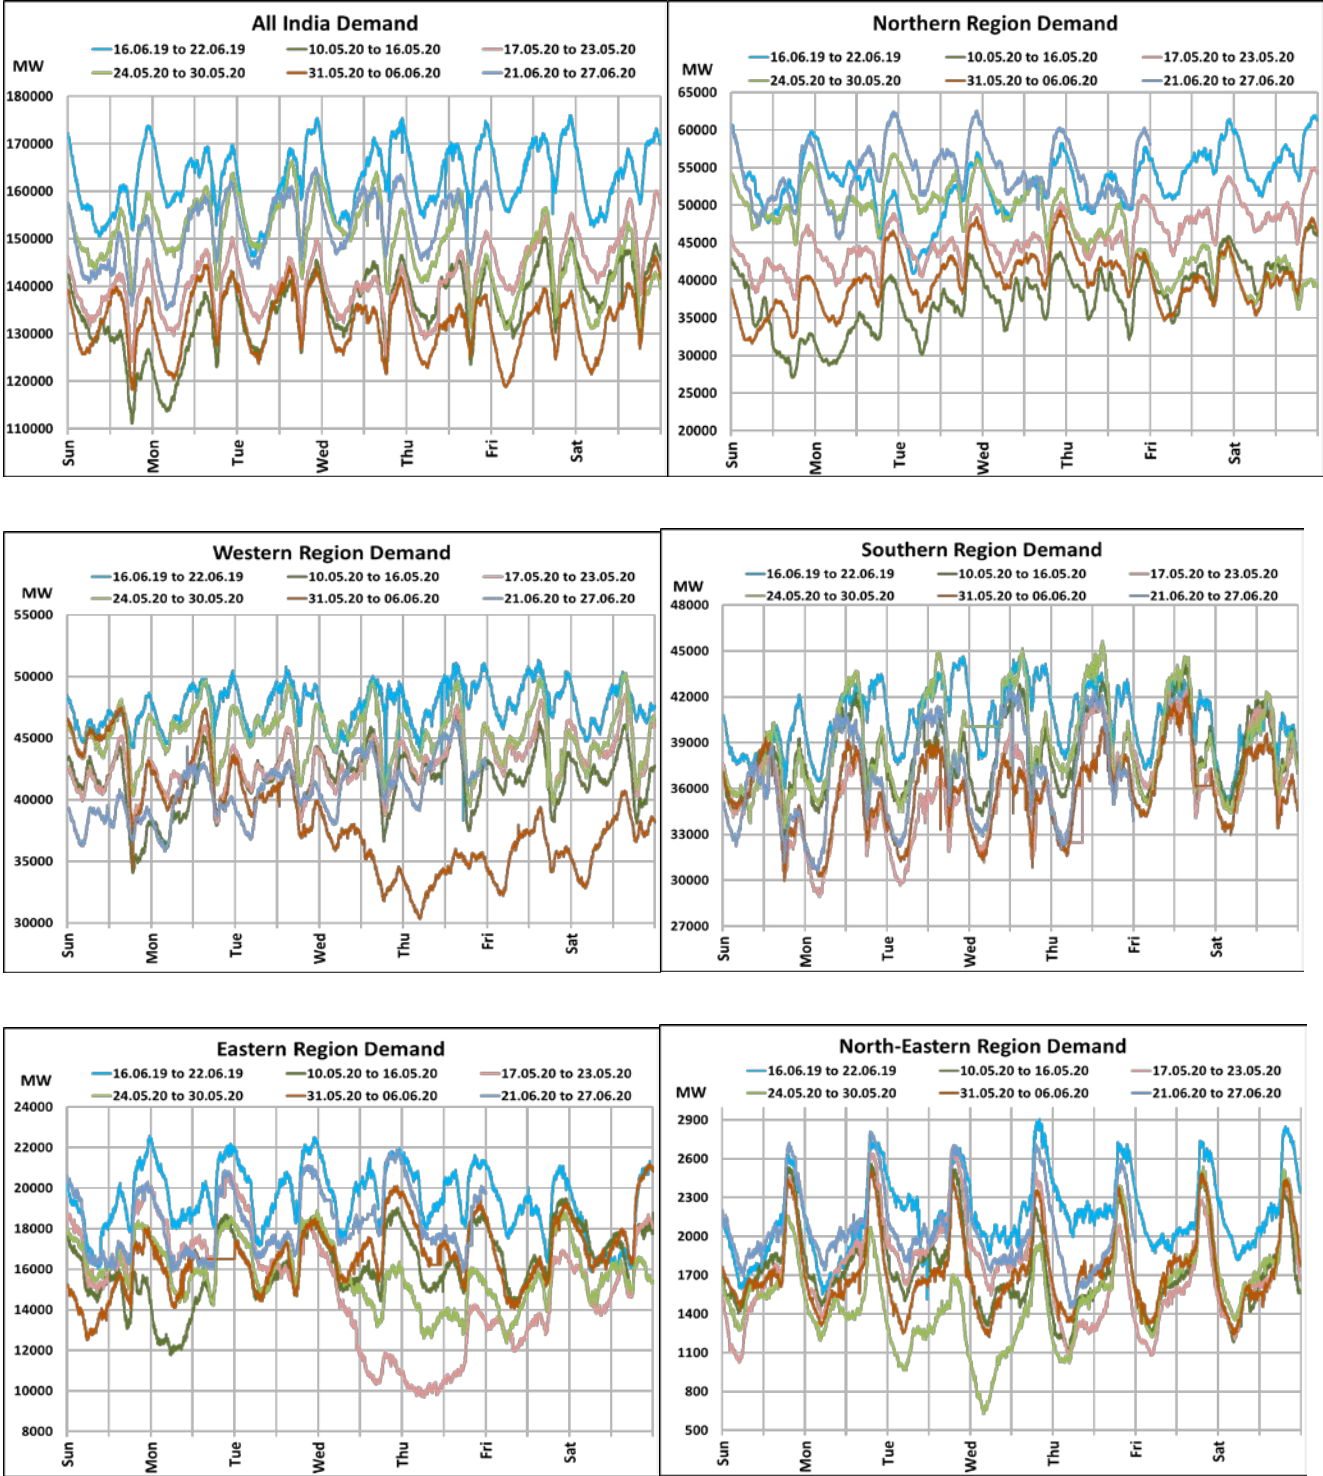 All India Demand
16.06.19 to 22.06.19 10.05.20 to 16.05.20 17.05.20 to 23.05.20
MW
24.05.20 to 30.05.20 31.05.20 to 06.06.20 21.06.20 to 27.06.20
180000
170000
160000
150000
140000
130000
120000
110000
Sun Mon Tue Wed Thu Fri Sat
Northern Region Demand
16.06.19 to 22.06.19 10.05.20 to 16.05.20 17.05.20 to 23.05.20
MW
24.05.20 to 30.05.20 31.05.20 to 06.06.20 21.06.20 to 27.06.20
65000
60000
55000
50000
45000
40000
35000
30000
25000
20000
Sun Mon Tue Wed Thu Fri Sat
Western Region Demand
16.06.19 to 22.06.19 10.05.20 to 16.05.20 17.05.20 to 23.05.20
MW
24.05.20 to 30.05.20 31.05.20 to 06.06.20 21.06.20 to 27.06.20
55000
50000
45000
40000
35000
30000
Sun Mon Tue Wed Thu Fri Sat
Southern Region Demand
16.06.19 to 22.06.19 10.05.20 to 16.05.20 17.05.20 to 23.05.20
MW
24.05.20 to 30.05.20 31.05.20 to 06.06.20 21.06.20 to 27.06.20
48000
45000
42000
39000
36000
33000
30000
27000
Sun Mon Tue Wed Thu Fri Sat
Eastern Region Demand
16.06.19 to 22.06.19 10.05.20 to 16.05.20 17.05.20 to 23.05.20
MW
24.05.20 to 30.05.20 31.05.20 to 06.06.20 21.06.20 to 27.06.20
24000
22000
20000
18000
16000
14000
12000
10000
8000
Sun Mon Tue Wed Thu Fri Sat
North-Eastern Region Demand
16.06.19 to 22.06.19 10.05.20 to 16.05.20 17.05.20 to 23.05.20
MW
24.05.20 to 30.05.20 31.05.20 to 06.06.20 21.06.20 to 27.06.20
2900
2600
2300
2000
1700
1400
1100
800
500
Sun Mon Tue Wed Thu Fri Sat